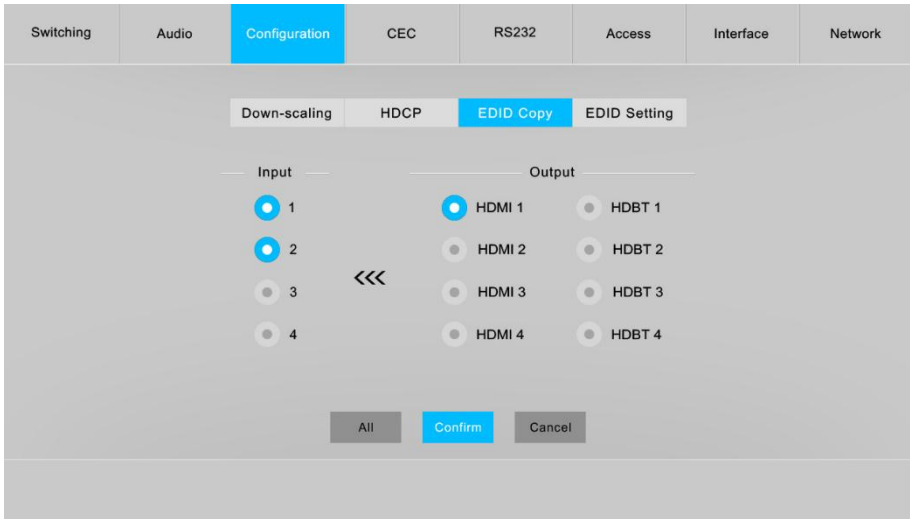 Switching Audio Configuration CEC RS232 Access Interface Network
Down-scaling HDCP EDID Copy EDID Setting
Input Output
1 HDMI 1 HDBT 1
2 HDMI 2 HDBT 2
<<<
3 HDMI 3 HDBT 3
4 HDMI 4 HDBT 4
All Confirm Cancel